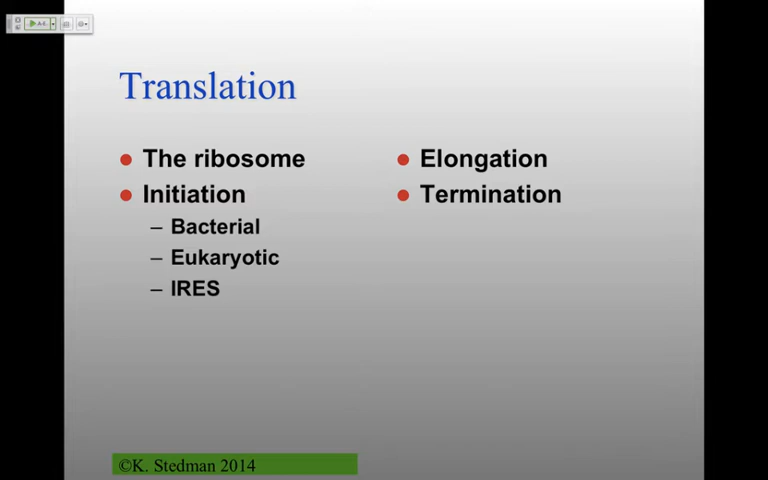 Translation
● The ribosome
● Initiation
– Bacterial
– Eukaryotic
– IRES
● Elongation
● Termination
©K. Stedman 2014